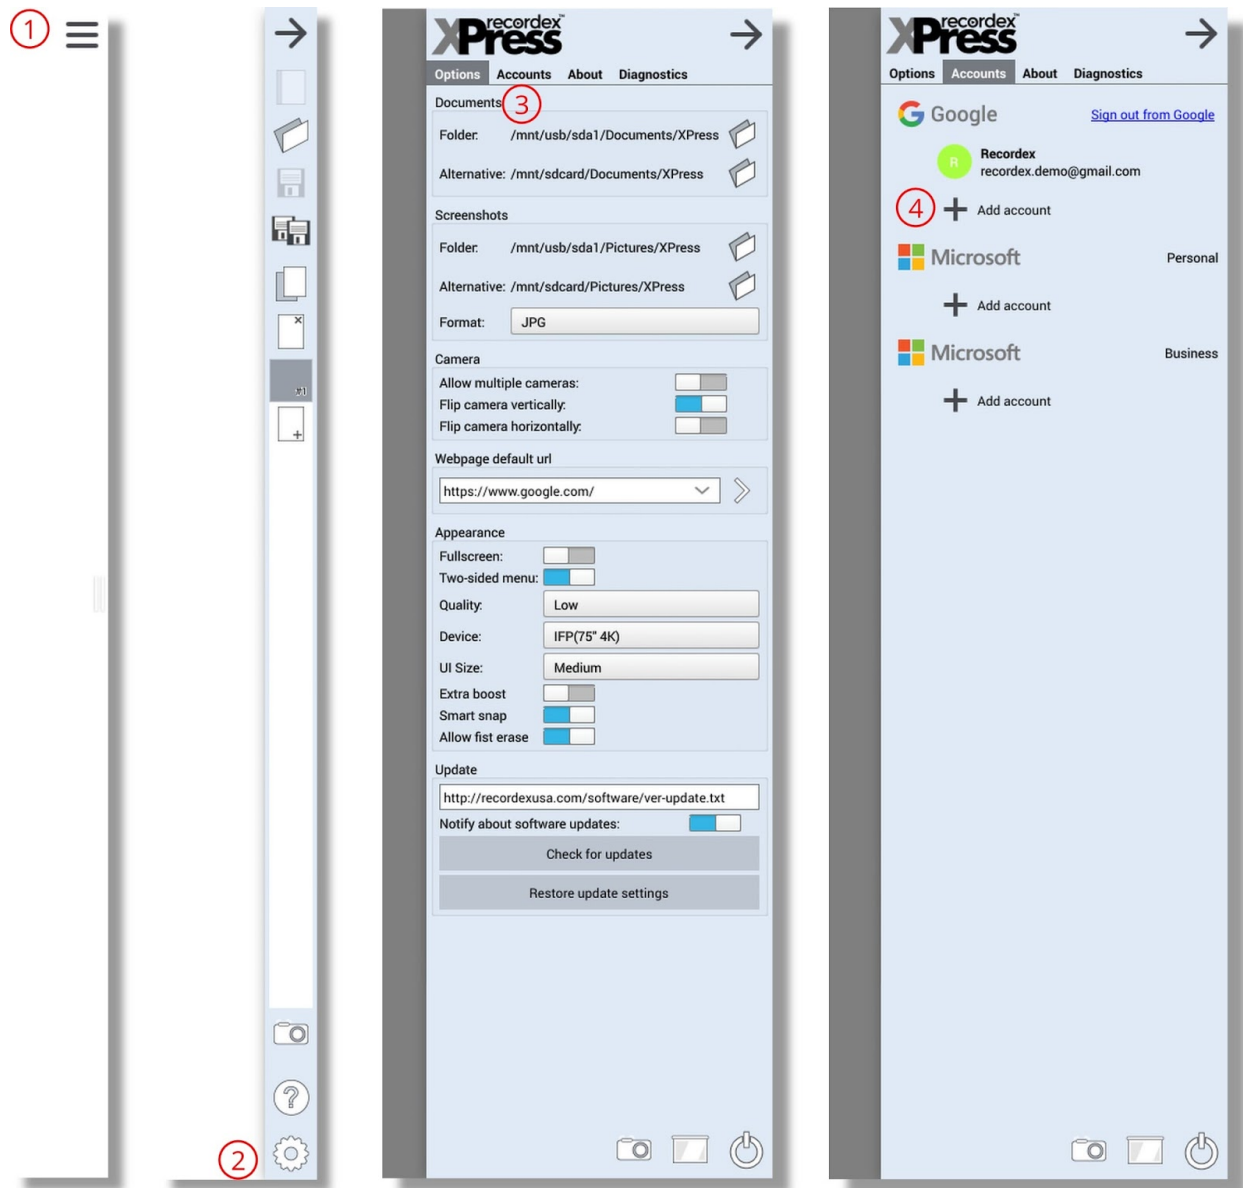 1
#1
?
2
recordex™
XPress
Options Accounts About Diagnostics
Documents
3
Folder: /mnt/usb/sda1/Documents/XPress
Alternative: /mnt/sdcard/Documents/XPress
Screenshots
Folder: /mnt/usb/sda1/Pictures/XPress
Alternative: /mnt/sdcard/Pictures/XPress
Format: JPG
Camera
Allow multiple cameras:
Flip camera vertically:
Flip camera horizontally:
Webpage default url
https://www.google.com/
Appearance
Fullscreen:
Two-sided menu:
Quality: Low
Device: IFP(75" 4K)
UI Size: Medium
Extra boost
Smart snap
Allow fist erase
Update
http://recordexusa.com/software/ver-update.txt
Notify about software updates:
Check for updates
Restore update settings
recordex™
XPress
Options Accounts About Diagnostics
Google Sign out from Google
R
Recordex
recordex.demo@gmail.com
4 Add account
Microsoft Personal
Add account
Microsoft Business
Add account